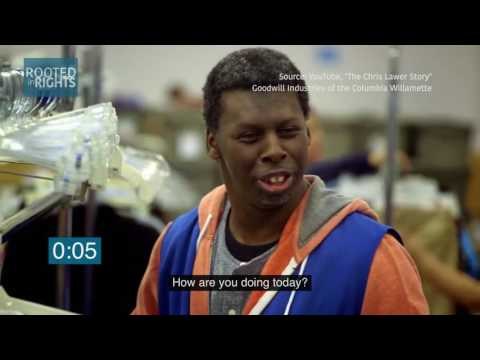 ROOTED
in RIGHTS
Source: YouTube, "The Chris Lawer Story"
Goodwill Industries of the Columbia Willamette
0:05
How are you doing today?